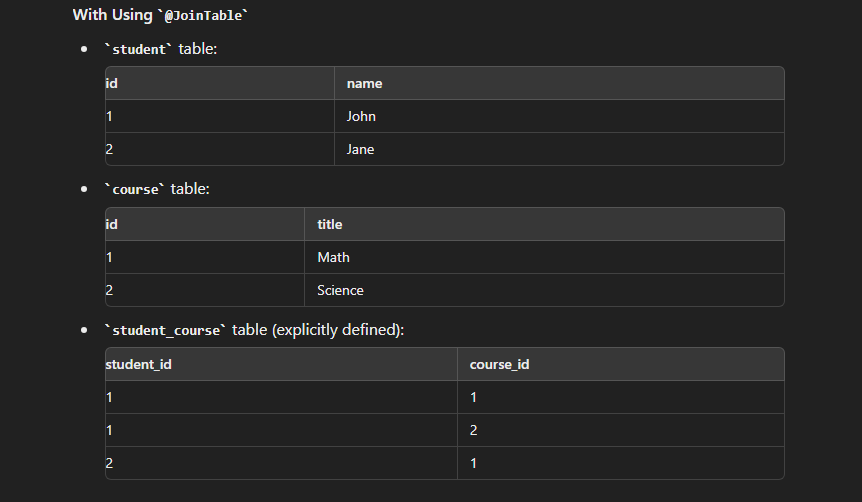 With Using `@JoinTable`
• `student` table:
id name
1 John
2 Jane
• `course` table:
id title
1 Math
2 Science
• `student_course` table (explicitly defined):
student_id course_id
1 1
1 2
2 1